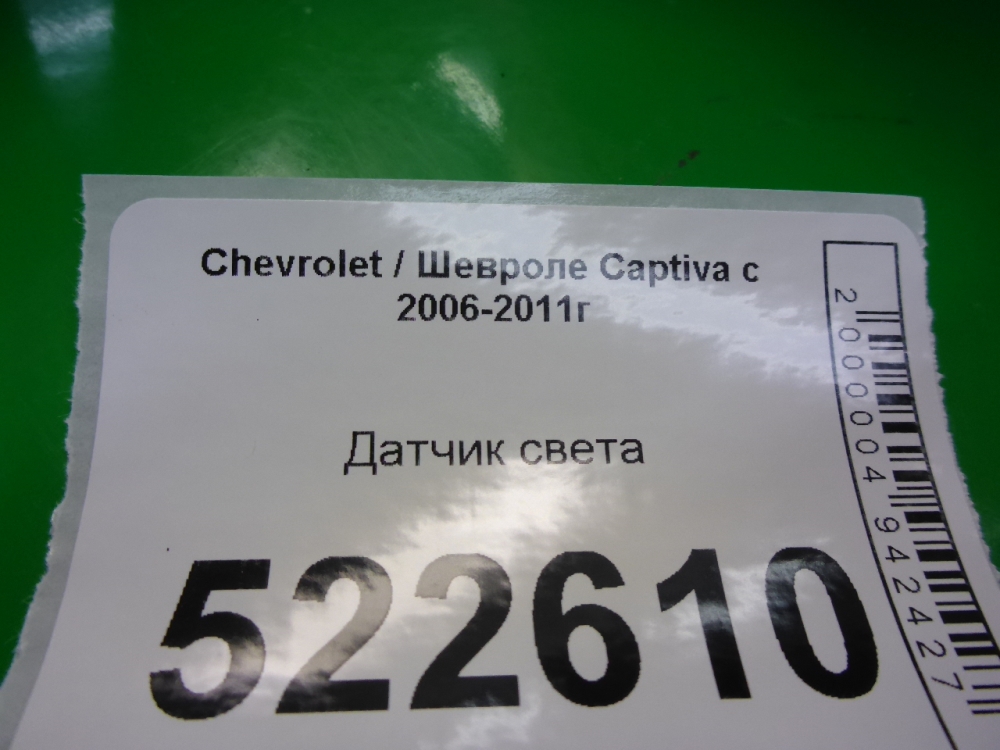 Chevrolet / Шевроле Captiva с
2006-2011г
Датчик света
522610
2000004942427